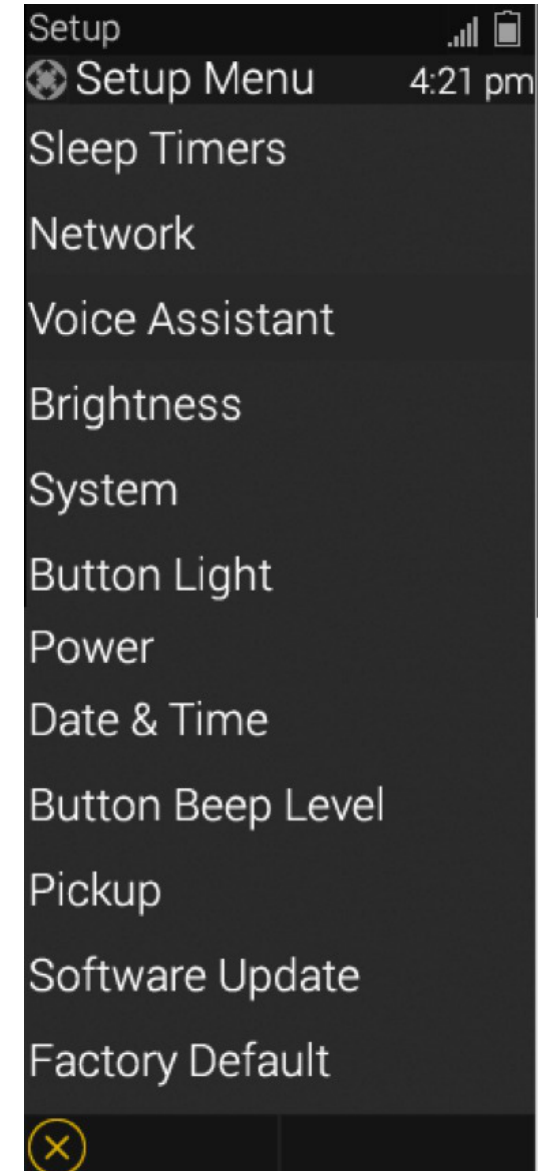 Setup
Setup Menu 4:21 pm
Sleep Timers
Network
Voice Assistant
Brightness
System
Button Light
Power
Date & Time
Button Beep Level
Pickup
Software Update
Factory Default